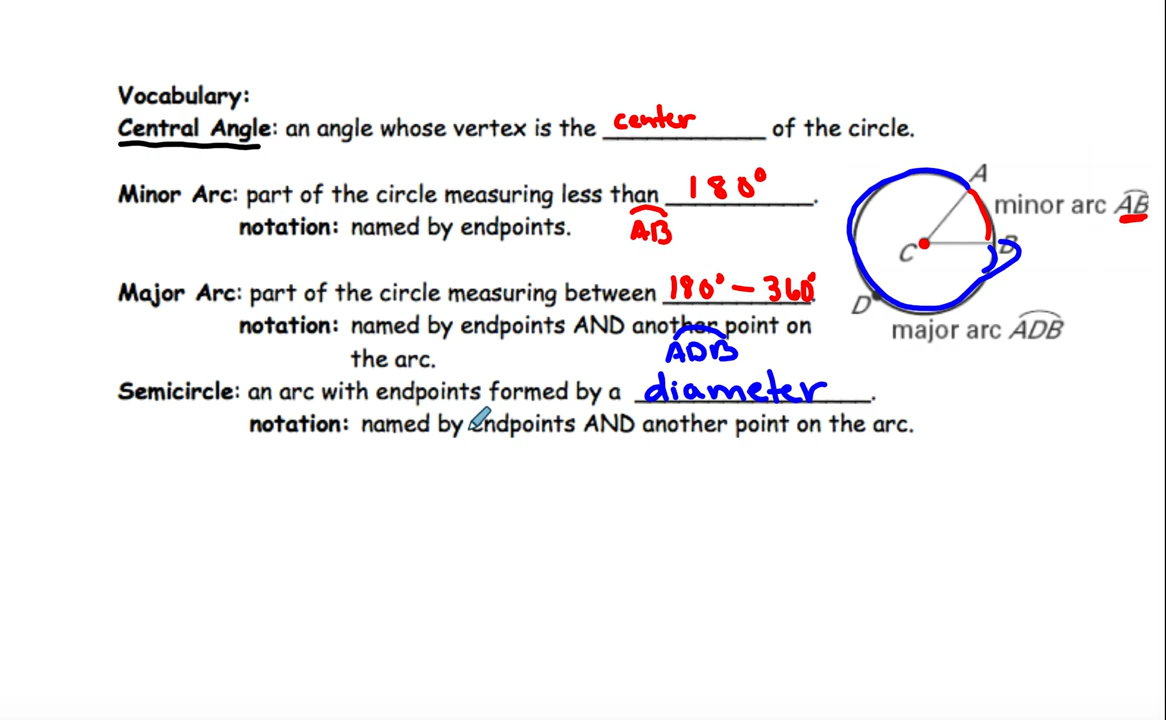 Vocabulary:
Central Angle: an angle whose vertex is the center of the circle.
Minor Arc: part of the circle measuring less than 180°.
notation: named by endpoints. AB
Major Arc: part of the circle measuring between 180° – 360°.
notation: named by endpoints AND another point on
the arc. ADB
Semicircle: an arc with endpoints formed by a diameter.
notation: named by endpoints AND another point on the arc.
A
minor arc AB
B
C
D
major arc ADB